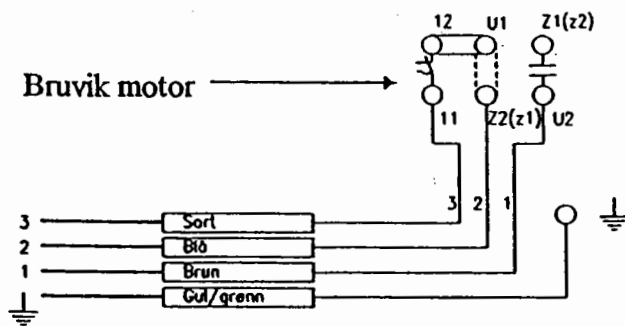 12 U1 Z1(z2)
Bruvik motor
11 Z2(z1) U2
3 2 1
3 Sort
2 Blå
1 Brun
Gul/grønn